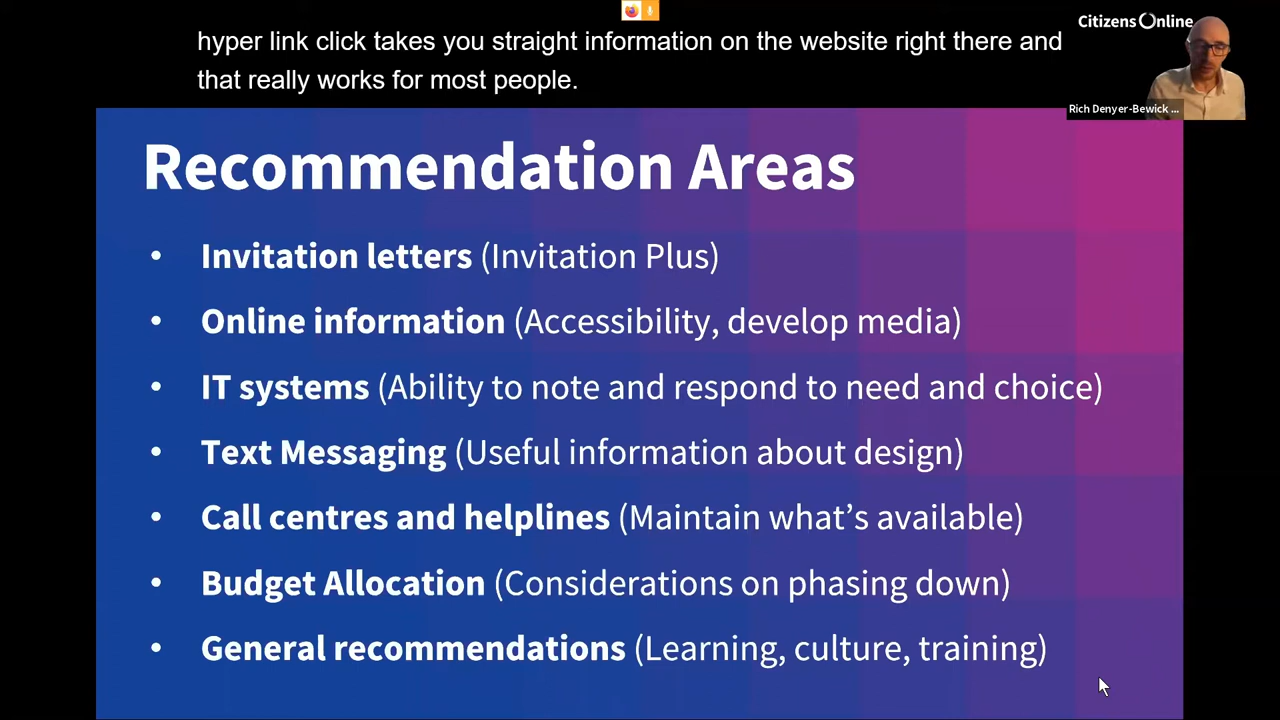 hyper link click takes you straight information on the website right there and
that really works for most people.
Citizens Online
Rich Denyer-Bewick ...
Recommendation Areas
• Invitation letters (Invitation Plus)
• Online information (Accessibility, develop media)
• IT systems (Ability to note and respond to need and choice)
• Text Messaging (Useful information about design)
• Call centres and helplines (Maintain what’s available)
• Budget Allocation (Considerations on phasing down)
• General recommendations (Learning, culture, training)